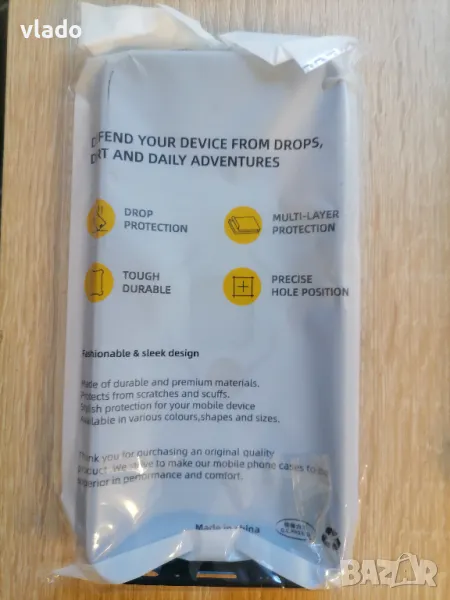 vlado
DEFEND YOUR DEVICE FROM DROPS,
DIRT AND DAILY ADVENTURES
DROP
PROTECTION
MULTI-LAYER
PROTECTION
TOUGH
DURABLE
PRECISE
HOLE POSITION
Fashionable & sleek design
Made of durable and premium materials.
Protects from scratches and scuffs.
Stylish protection for your mobile device
Available in various colours,shapes and sizes.
Thank you for purchasing an original quality
product. We strive to make our mobile phone cases to be
superior in performance and comfort.
Made in china
BAZAR.bg